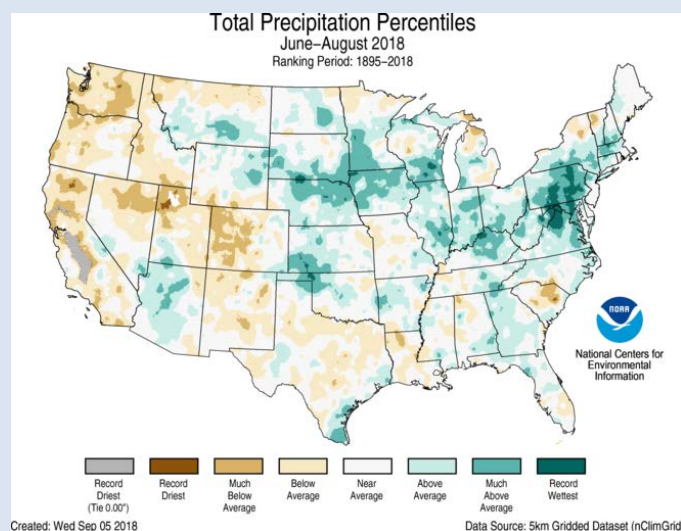 Total Precipitation Percentiles
June–August 2018
Ranking Period: 1895–2018
NOAA
National Centers for
Environmental
Information
Record
Driest
(Tie 0.00")
Record
Driest
Much
Below
Average
Below
Average
Near
Average
Above
Average
Much
Above
Average
Record
Wettest
Created: Wed Sep 05 2018
Data Source: 5km Gridded Dataset (nClimGrid